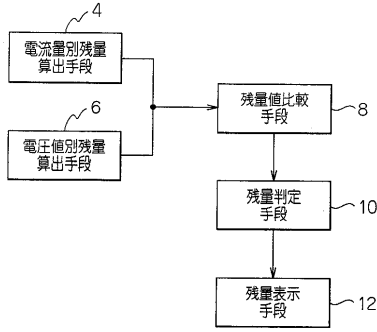 4
電流量別残量
算出手段
6
電圧値別残量
算出手段
残量値比較
手段
8
残量判定
手段
10
残量表示
手段
12